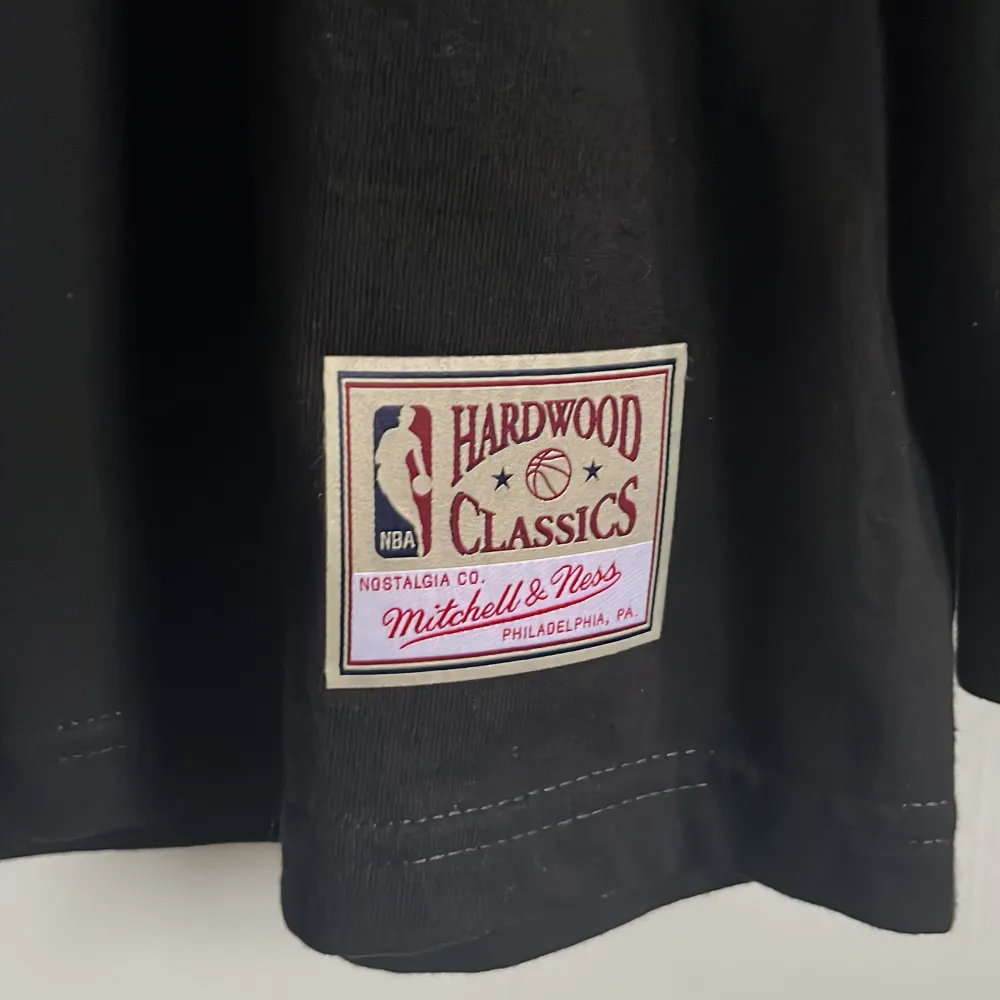 HARDWOOD
CLASSICS
NBA
NOSTALGIA CO.
Mitchell & Ness
PHILADELPHIA, PA.